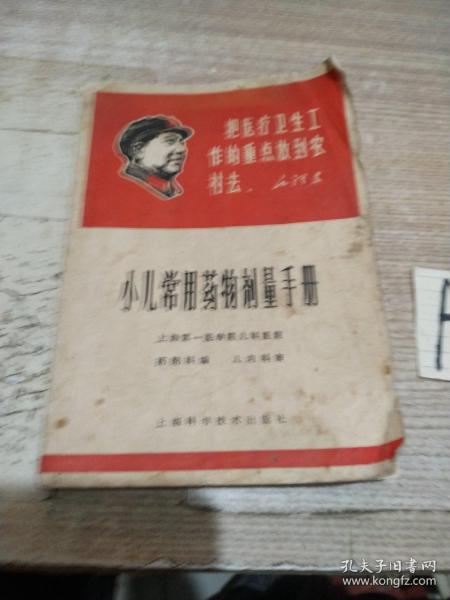 把医疗卫生工
作的重点放到农
村去。 毛泽东
小儿常用药物剂量手册
上海第一医学院儿科医院
药剂科编 儿内科审
上海科学技术出版社
孔夫子旧书网
www.kongfz.com